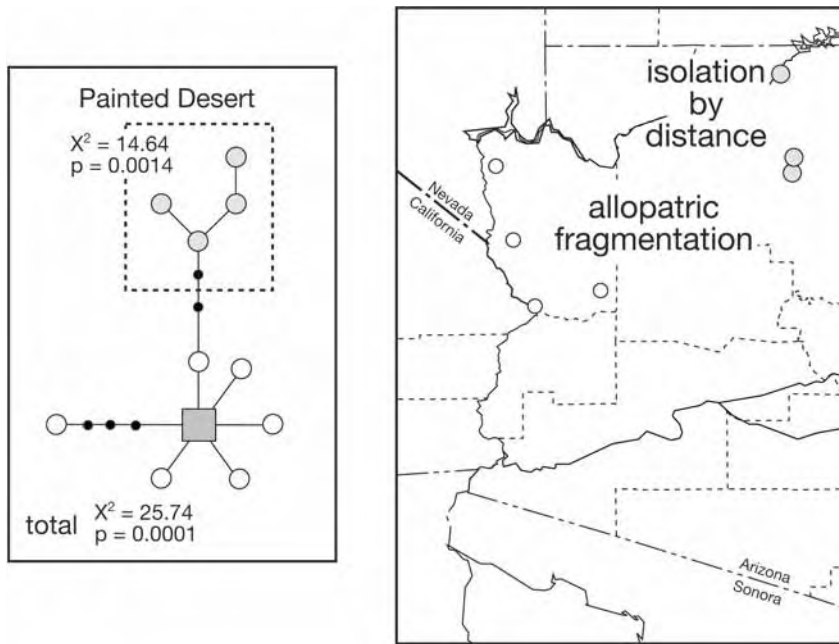 Painted Desert
X² = 14.64
p = 0.0014
total
X² = 25.74
p = 0.0001
isolation
by
distance
Nevada
California
allopatric
fragmentation
Arizona
Sonora